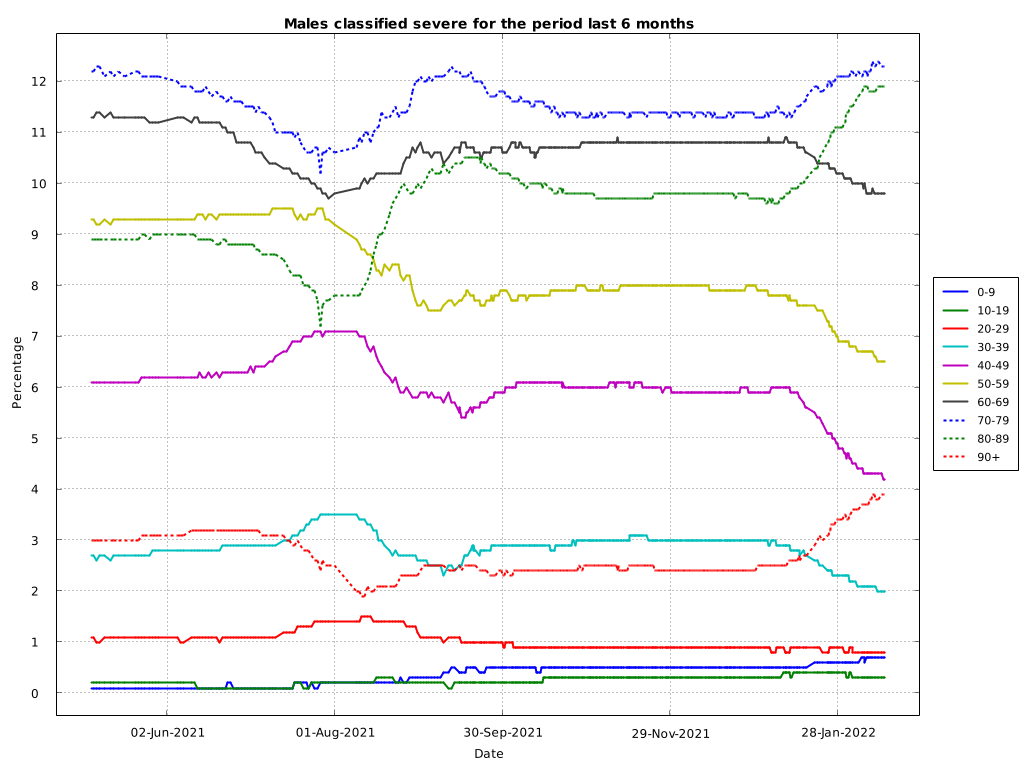 Males classified severe for the period last 6 months
Percentage
12
11
10
9
8
7
6
5
4
3
2
1
0
02-Jun-2021
01-Aug-2021
30-Sep-2021
29-Nov-2021
28-Jan-2022
Date
0-9
10-19
20-29
30-39
40-49
50-59
60-69
70-79
80-89
90+